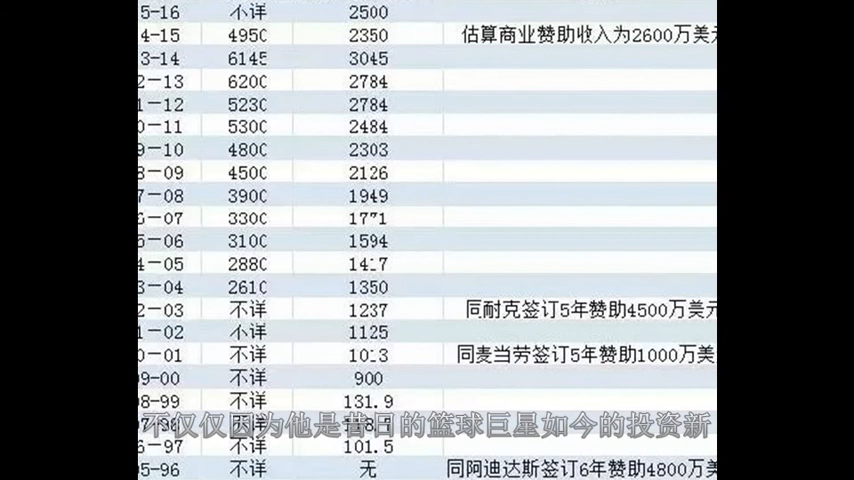 5-16 不详 2500
4-15 4950 2350 估算商业赞助收入为2600万美元
3-14 6145 3045
2-13 6200 2784
1-12 5230 2784
0-11 5300 2484
9-10 4800 2303
8-09 4500 2126
7-08 3900 1949
6-07 3300 1771
5-06 3100 1594
4-05 2880 1417
3-04 2610 1350
2-03 不详 1237 同耐克签订5年赞助4500万美元
1-02 不详 1125
0-01 不详 1013 同麦当劳签订5年赞助1000万美
99-00 不详 900
8-99 不详 131.9
不仅仅因为他是昔日的篮球巨星如今的投资新
6-97 不详 101.5
5-96 不详 无 同阿迪达斯签订6年赞助4800万美